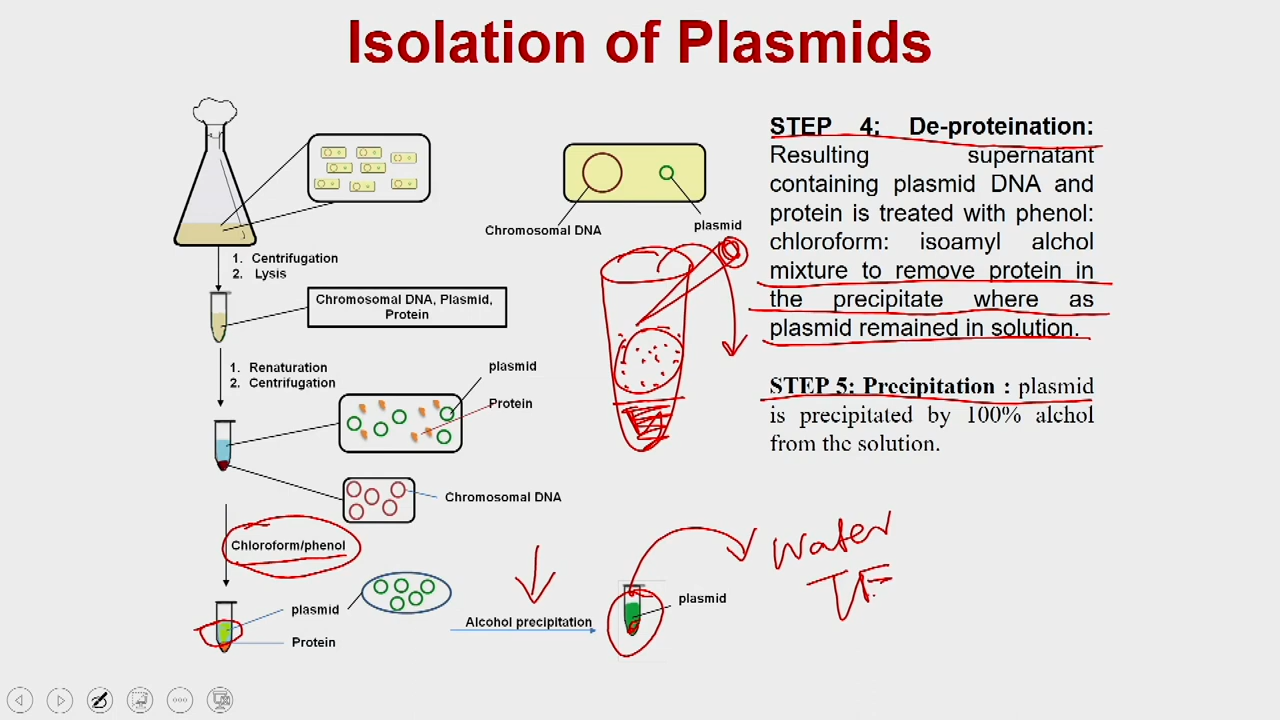 Isolation of Plasmids
1. Centrifugation
2. Lysis
Chromosomal DNA, Plasmid,
Protein
1. Renaturation
2. Centrifugation
plasmid
Protein
Chromosomal DNA
Chloroform/phenol
plasmid
Protein
Alcohol precipitation
plasmid
Chromosomal DNA
plasmid
STEP 4: De-proteination:
Resulting supernatant
containing plasmid DNA and
protein is treated with phenol:
chloroform: isoamyl alchol
mixture to remove protein in
the precipitate where as
plasmid remained in solution.
STEP 5: Precipitation : plasmid
is precipitated by 100% alchol
from the solution.
Water
TE